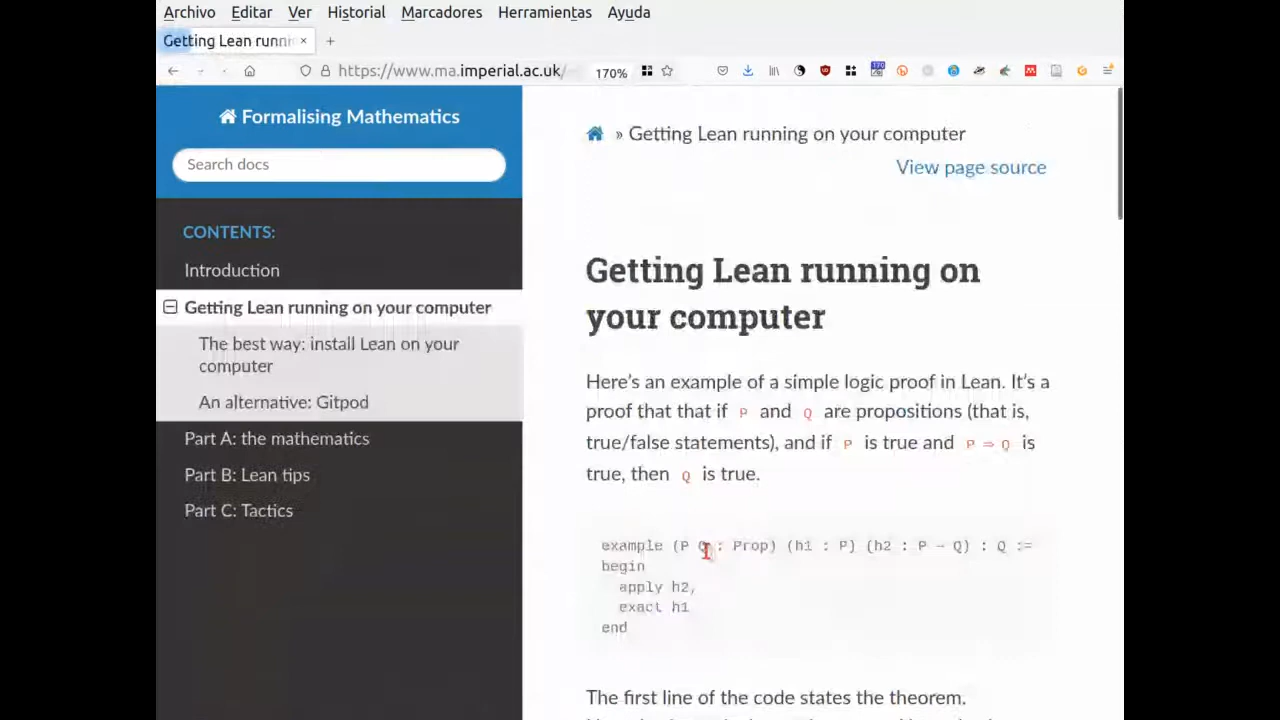 Archivo Editar Ver Historial Marcadores Herramientas Ayuda
Getting Lean runnin
https://www.ma.imperial.ac.uk/
170%
Formalising Mathematics
Search docs
CONTENTS:
Introduction
Getting Lean running on your computer
The best way: install Lean on your
computer
An alternative: Gitpod
Part A: the mathematics
Part B: Lean tips
Part C: Tactics
» Getting Lean running on your computer
View page source
Getting Lean running on
your computer
Here’s an example of a simple logic proof in Lean. It’s a
proof that that if P and Q are propositions (that is,
true/false statements), and if P is true and P ⇒ Q is
true, then Q is true.
example (P Q : Prop) (h1 : P) (h2 : P → Q) : Q :=
begin
apply h2,
exact h1
end
The first line of the code states the theorem.